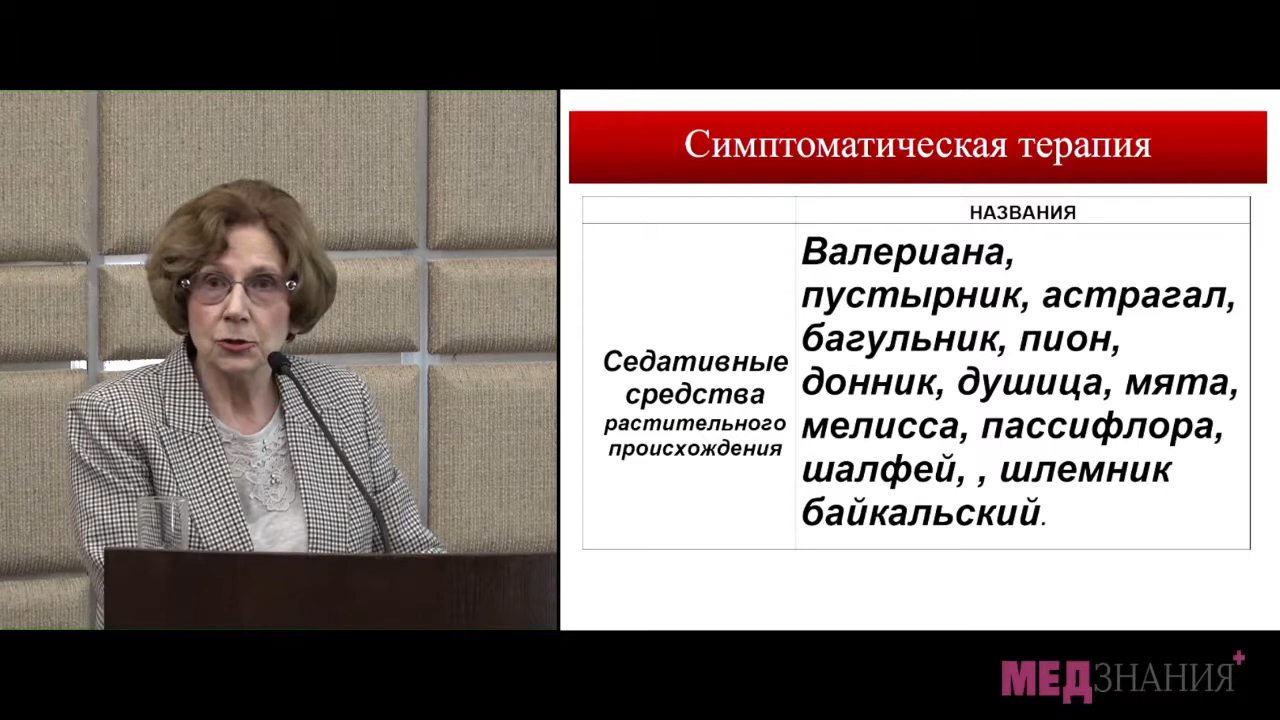 Симптоматическая терапия
НАЗВАНИЯ
Седативные
средства
растительного
происхождения
Валериана,
пустырник, астрагал,
багульник, пион,
донник, душица, мята,
мелисса, пассифлора,
шалфей, , шлемник
байкальский.
МЕДЗНАНИЯ+